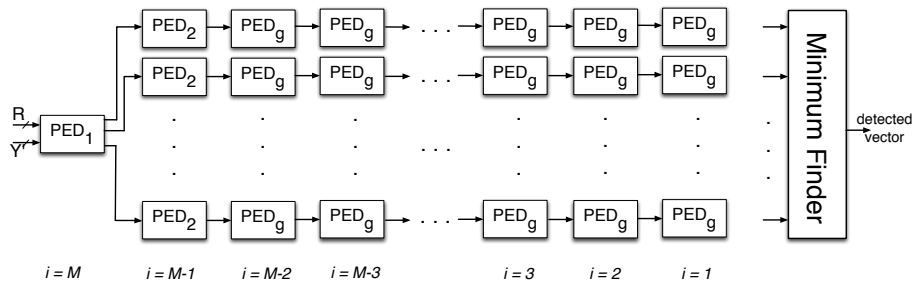 PED2 PEDg PEDg . . . PEDg PEDg PEDg
PED2 PEDg PEDg . . . PEDg PEDg PEDg
R
Y'
PED1
. . .
Minimum Finder
detected
vector
PED2 PEDg PEDg . . . PEDg PEDg PEDg
i = M i = M-1 i = M-2 i = M-3 i = 3 i = 2 i = 1